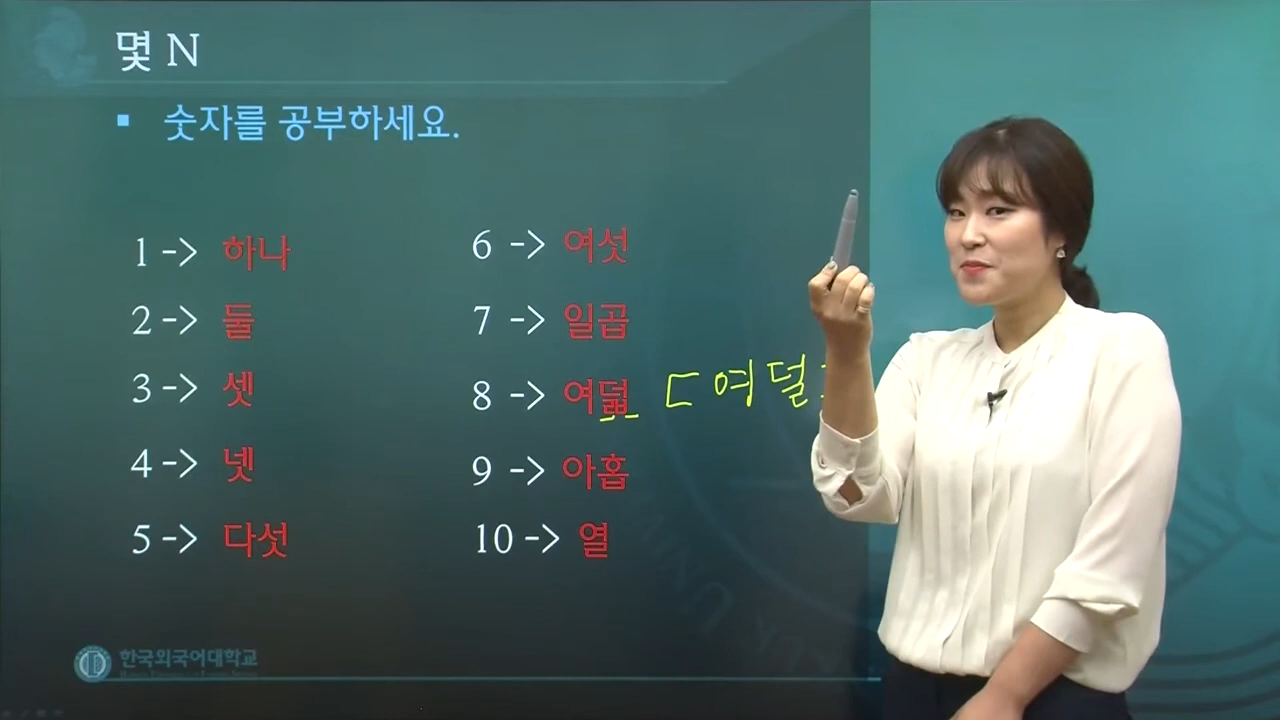 몇 N
▪ 숫자를 공부하세요.
1 -> 하나
2 -> 둘
3 -> 셋
4 -> 넷
5 -> 다섯
6 -> 여섯
7 -> 일곱
8 -> 여덟 [여덜]
9 -> 아홉
10 -> 열
한국외국어대학교